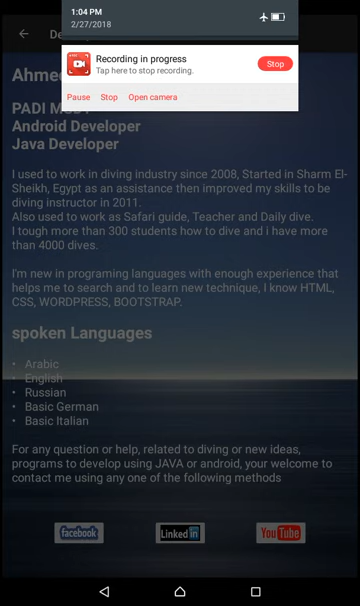 1:04 PM
2/27/2018
Recording in progress
Tap here to stop recording.
Stop
Pause Stop Open camera
De
Ahme
PADI
Android Developer
Java Developer
I used to work in diving industry since 2008, Started in Sharm El-
Sheikh, Egypt as an assistance then improved my skills to be
diving instructor in 2011.
Also used to work as Safari guide, Teacher and Daily dive.
I tough more than 300 students how to dive and i have more
than 4000 dives.
I'm new in programing languages with enough experience that
helps me to search and to learn new technique, I know HTML,
CSS, WORDPRESS, BOOTSTRAP.
spoken Languages
• Arabic
• English
• Russian
• Basic German
• Basic Italian
For any question or help, related to diving or new ideas,
programs to develop using JAVA or android, your welcome to
contact me using any one of the following methods
facebook Linked in YouTube